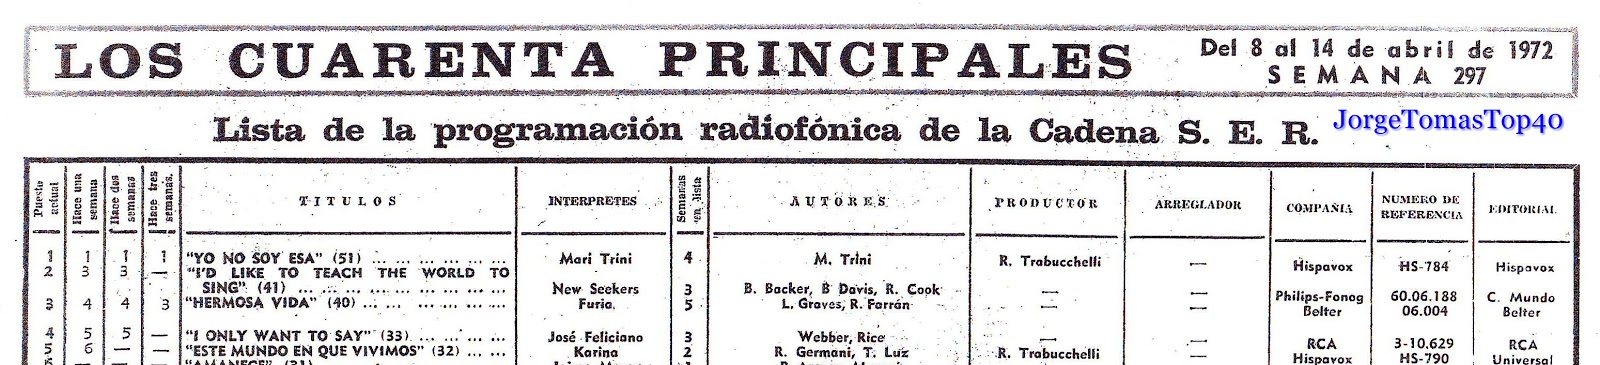 LOS CUARENTA PRINCIPALES
Del 8 al 14 de abril de 1972
SEMANA 297
Lista de la programación radiofónica de la Cadena S. E. R.
JorgeTomasTop40
Puesto actual | Hace una semana | Hace dos semanas | Hace tres semanas. | TITULOS | INTERPRETES | Semanas en lista | AUTORES | PRODUCTOR | ARREGLADOR | COMPAÑIA | NUMERO DE REFERENCIA | EDITORIAL
1 | 1 | 1 | 1 | "YO NO SOY ESA" (51) ... ... ... ... ... ... | Mari Trini | 4 | M. Trini | R. Trabucchelli | — | Hispavox | HS-784 | Hispavox
2 | 3 | 3 | — | "I'D LIKE TO TEACH THE WORLD TO
SING" (41) ... ... ... ... ... ... ... ... ... | New Seekers | 3 | B. Backer, B Davis, R. Cook | — | — | Philips-Fonog | 60.06.188 | C. Mundo
3 | 4 | 4 | 3 | "HERMOSA VIDA" (40) ... ... ... ... ... ... | Furia. | 5 | L. Graves, R. Farrán | — | — | Belter | 06.004 | Belter
4 | 5 | 5 | — | "I ONLY WANT TO SAY" (33) ... ... ... ... | José Feliciano | 3 | Webber, Rice | — | — | RCA | 3-10.629 | RCA
5 | 6 | — | — | "ESTE MUNDO EN QUE VIVIMOS" (32) ... ... | Karina | 2 | R. Germani, T. Luz | R. Trabucchelli | — | Hispavox | HS-790 | Universal
"AMANECE" (31)